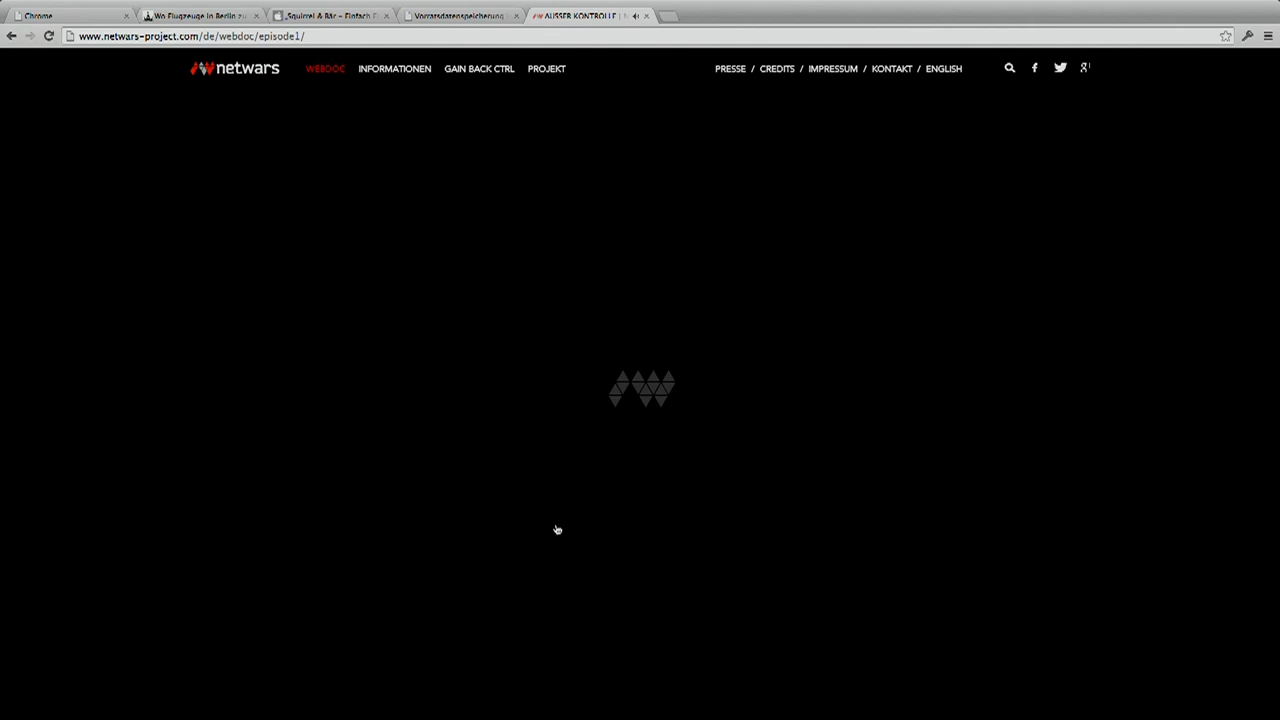 Chrome
Wo Flugzeuge in Berlin zu
„Squirrel & Bär – Einfach
Vorratsdatenspeicherung
AUSSER KONTROLLE |
www.netwars-project.com/de/webdoc/episode1/
netwars
WEBDOC INFORMATIONEN GAIN BACK CTRL PROJEKT
PRESSE / CREDITS / IMPRESSUM / KONTAKT / ENGLISH